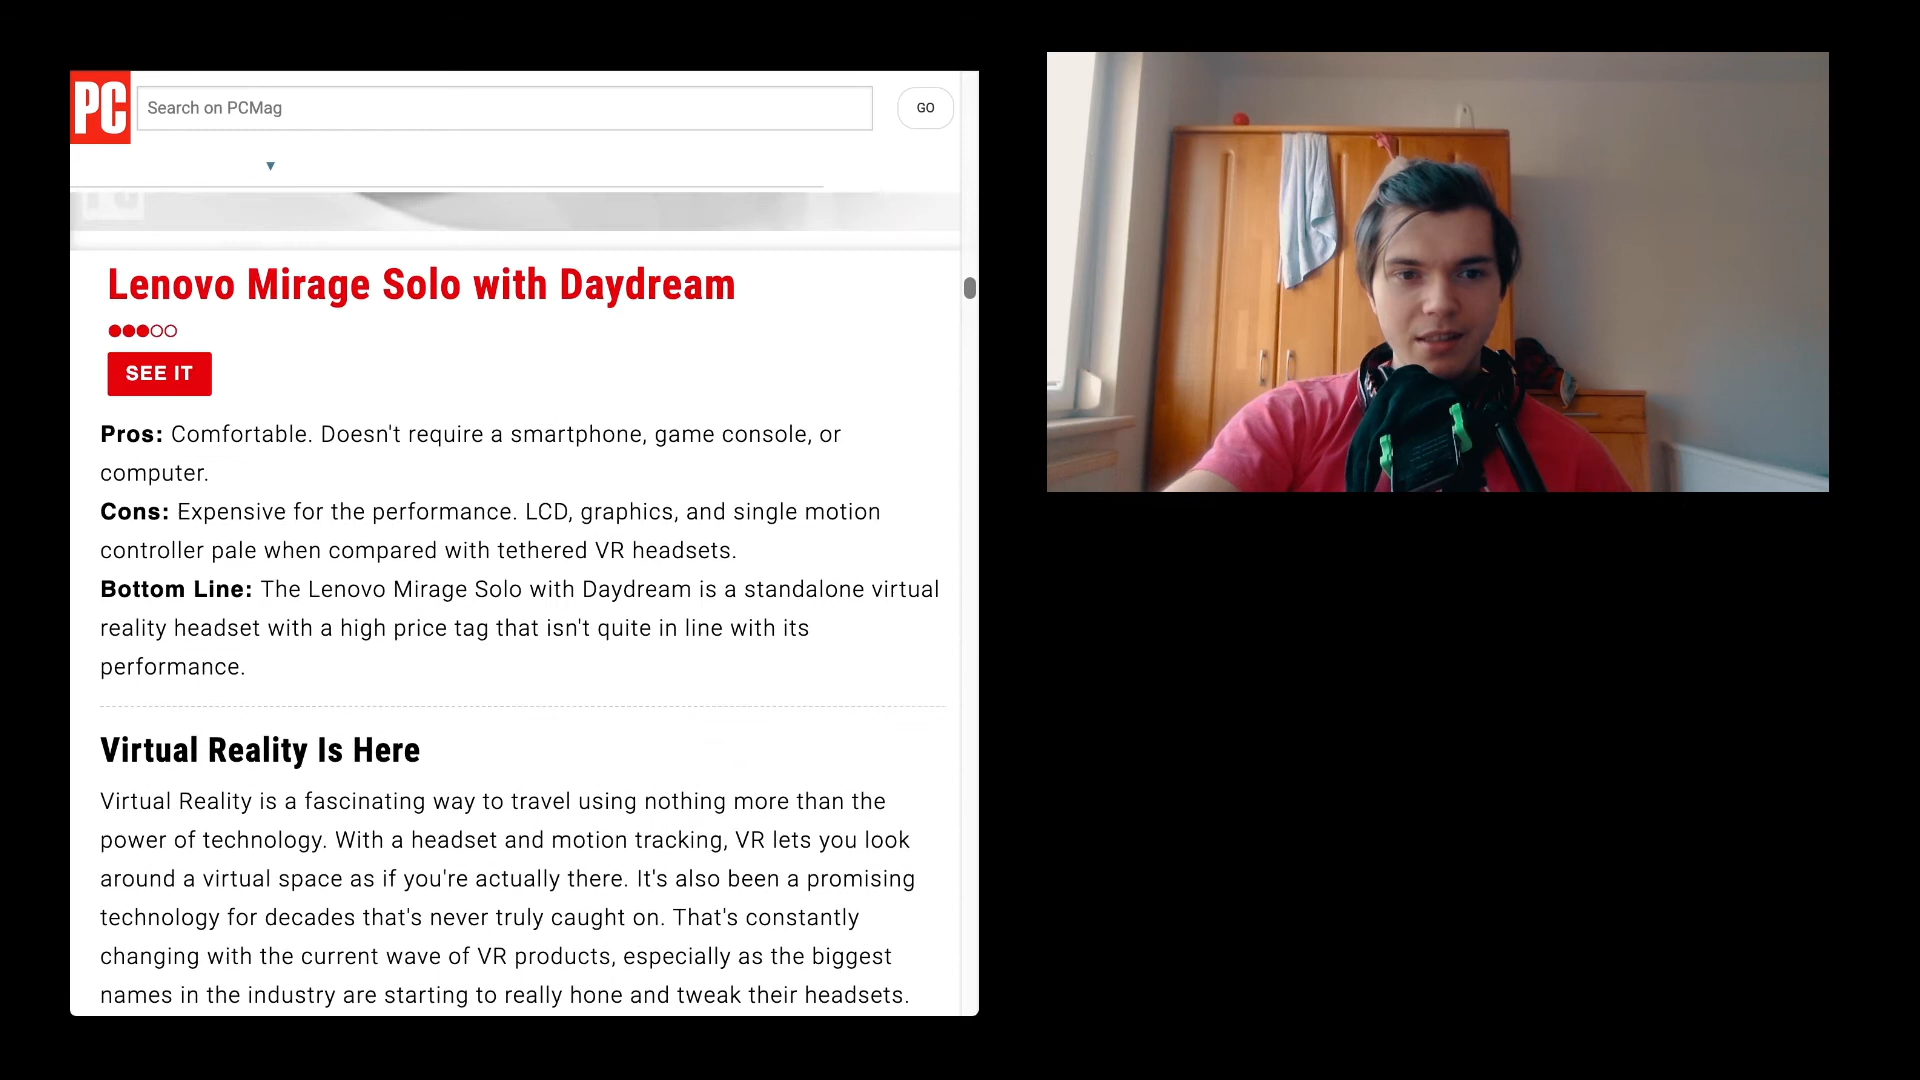 PC
Search on PCMag
GO
Lenovo Mirage Solo with Daydream
SEE IT
Pros: Comfortable. Doesn't require a smartphone, game console, or
computer.
Cons: Expensive for the performance. LCD, graphics, and single motion
controller pale when compared with tethered VR headsets.
Bottom Line: The Lenovo Mirage Solo with Daydream is a standalone virtual
reality headset with a high price tag that isn't quite in line with its
performance.
Virtual Reality Is Here
Virtual Reality is a fascinating way to travel using nothing more than the
power of technology. With a headset and motion tracking, VR lets you look
around a virtual space as if you're actually there. It's also been a promising
technology for decades that's never truly caught on. That's constantly
changing with the current wave of VR products, especially as the biggest
names in the industry are starting to really hone and tweak their headsets.